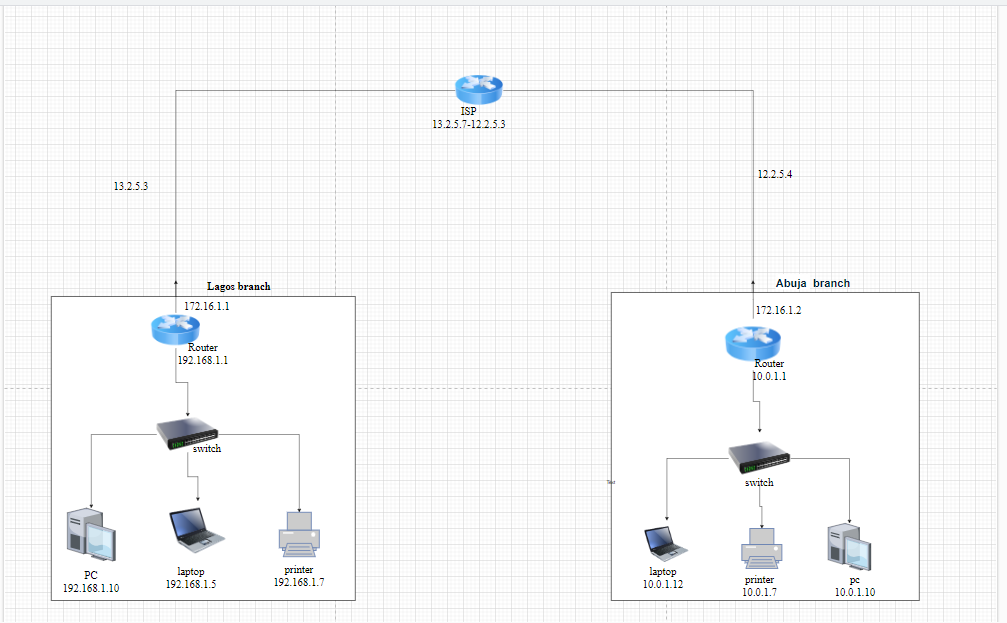 ISP
13.2.5.7-12.2.5.3
13.2.5.3
12.2.5.4
Lagos branch
172.16.1.1
Router
192.168.1.1
switch
PC
192.168.1.10
laptop
192.168.1.5
printer
192.168.1.7
Abuja branch
172.16.1.2
Router
10.0.1.1
switch
Text
laptop
10.0.1.12
printer
10.0.1.7
pc
10.0.1.10